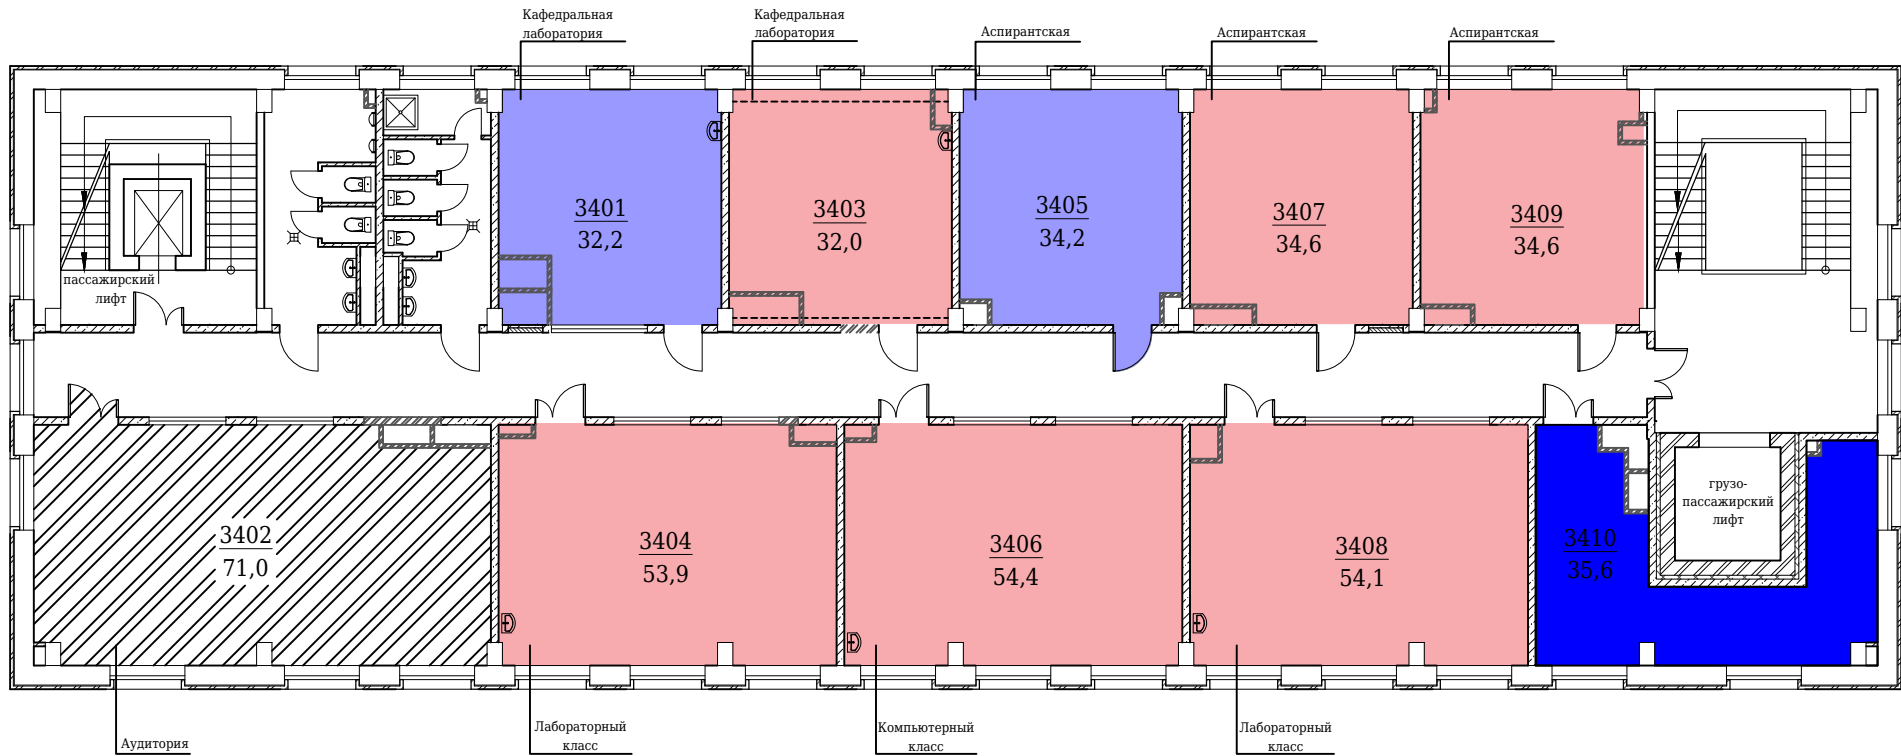 Кафедральная
лаборатория
Кафедральная
лаборатория
Аспирантская
Аспирантская
Аспирантская
3401
32,2
3403
32,0
3405
34,2
3407
34,6
3409
34,6
пассажирский
лифт
3402
71,0
3404
53,9
3406
54,4
3408
54,1
3410
35,6
грузо-
пассажирский
лифт
Аудитория
Лабораторный
класс
Компьютерный
класс
Лабораторный
класс